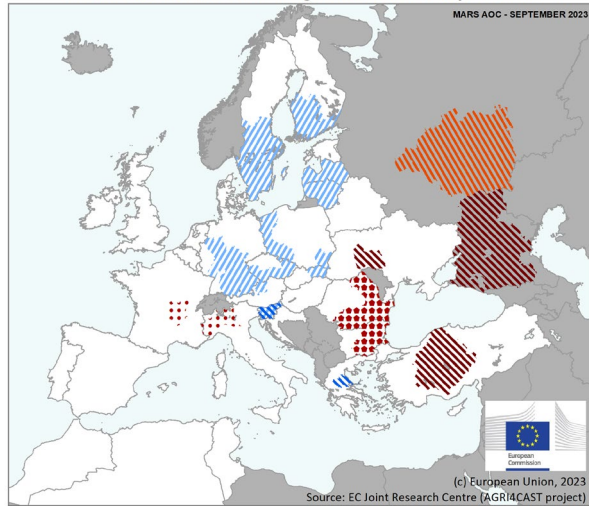 MARS AOC - SEPTEMBER 2023
European
Commission
(c) European Union, 2023
Source: EC Joint Research Centre (AGRI4CAST project)